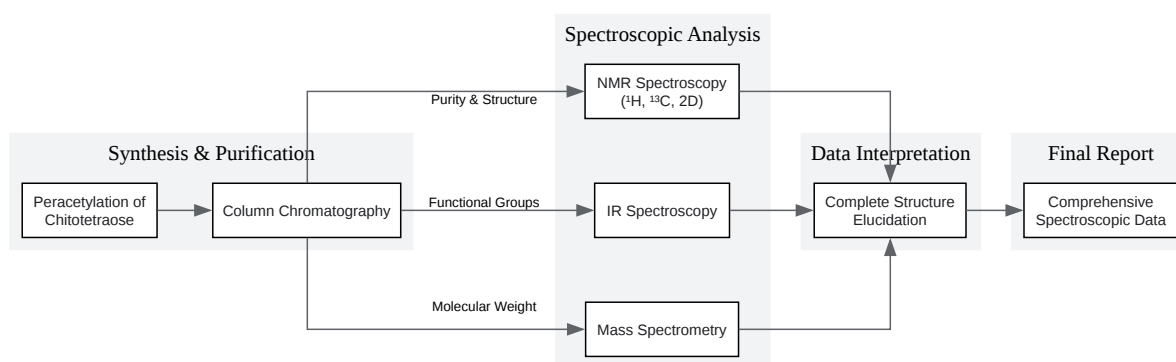 Spectroscopic Analysis
NMR Spectroscopy
(¹H, ¹³C, 2D)
Purity & Structure
Synthesis & Purification
Data Interpretation
Final Report
Peracetylation of
Chitotetraose
Column Chromatography
Functional Groups
IR Spectroscopy
Complete Structure
Elucidation
Comprehensive
Spectroscopic Data
Molecular Weight
Mass Spectrometry